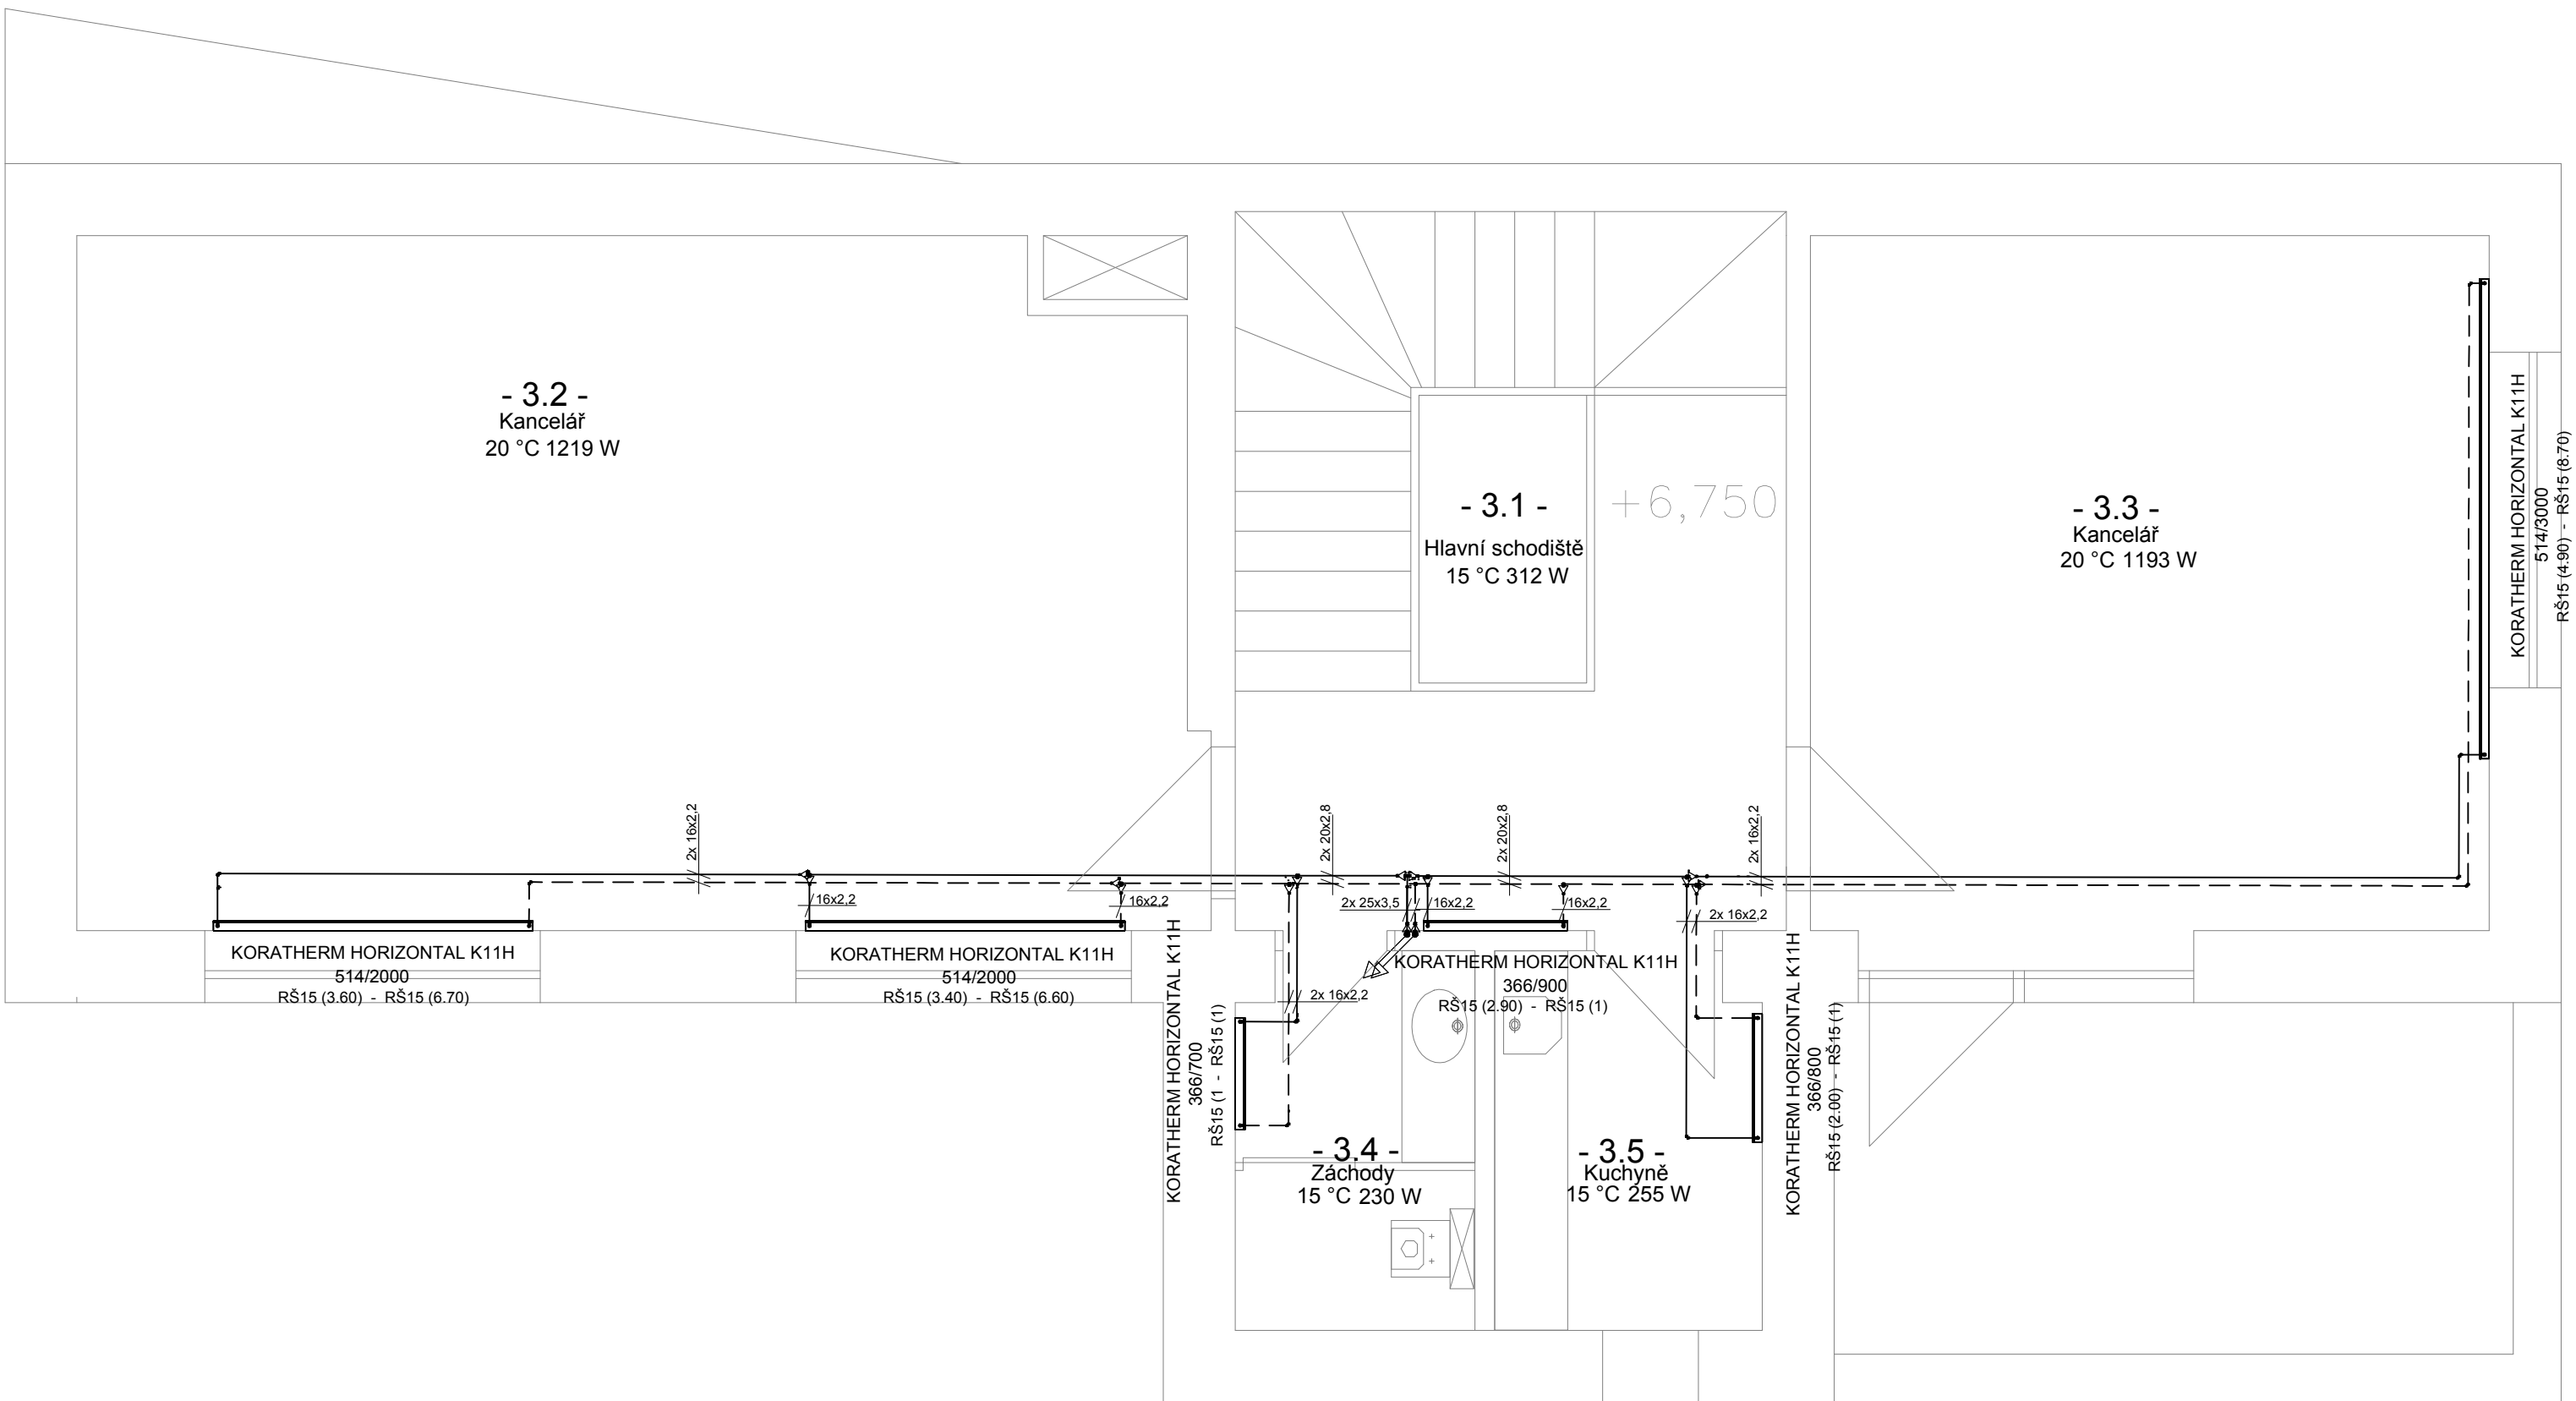 - 3.2 -
Kancelář
20 °C 1219 W
- 3.1 -
Hlavní schodiště
15 °C 312 W
+6,750
- 3.3 -
Kancelář
20 °C 1193 W
KORATHERM HORIZONTAL K11H
514/3000
RŠ15 (4.90) - RŠ15 (8.70)
2x 16x2,2
2x 20x2,8
2x 20x2,8
2x 16x2,2
16x2,2
16x2,2
2x 25x3,5
16x2,2
16x2,2
2x 16x2,2
KORATHERM HORIZONTAL K11H
514/2000
RŠ15 (3.60) - RŠ15 (6.70)
KORATHERM HORIZONTAL K11H
514/2000
RŠ15 (3.40) - RŠ15 (6.60)
KORATHERM HORIZONTAL K11H
366/700
RŠ15 (1 - RŠ15 (1)
2x 16x2,2
KORATHERM HORIZONTAL K11H
366/900
RŠ15 (2.90) - RŠ15 (1)
KORATHERM HORIZONTAL K11H
366/800
RŠ15 (2.00) - RŠ15 (1)
- 3.4 -
Záchody
15 °C 230 W
- 3.5 -
Kuchyně
15 °C 255 W